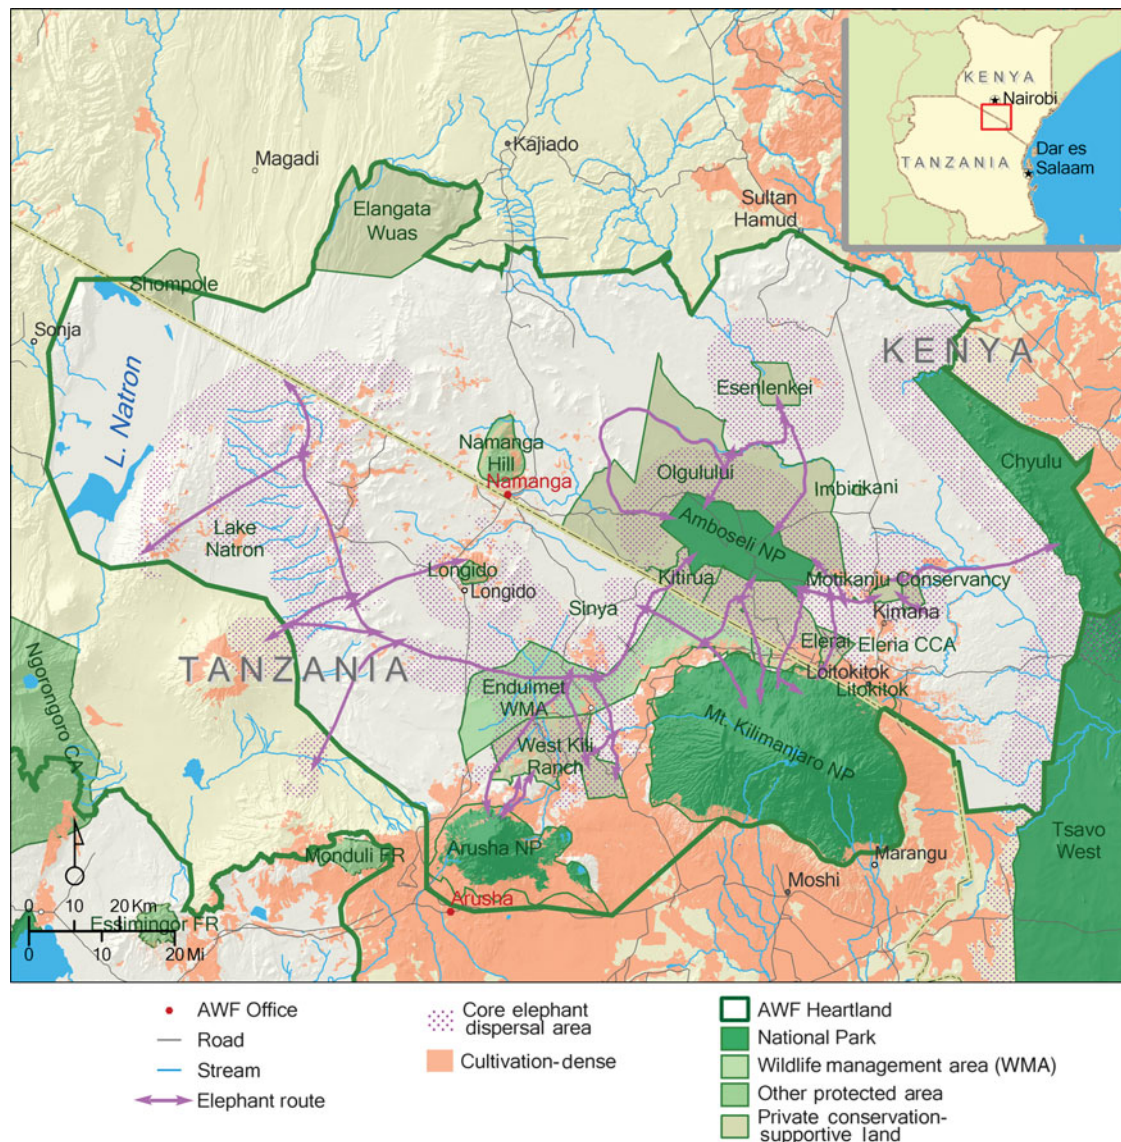 KENYA
Nairobi
Dar es
Salaam
TANZANIA
Magadi
Kajiado
Sultan
Hamud
Elangata
Wuas
Shompole
Sonja
L. Natron
KENYA
Esenlenkei
Chyulu
Namanga
Hill
Namanga
Olgululului
Imbirikani
Amboseli NP
Lake
Natron
Longido
Longido
Kitirua
Motikanju Conservancy
Sinya
Kimana
Elerai
Eleria CCA
Loitokitok
Litokitok
Ngorongoro CA
TANZANIA
Enduimet
WMA
Mt. Kilimanjaro NP
West Kili
Ranch
Tsavo
West
Arusha NP
Monduli FR
Marangu
Moshi
Arusha
Essimingor FR
0 10 20 Km
0 10 20 Mi
AWF Office
Road
Stream
Elephant route
Core elephant
dispersal area
Cultivation-dense
AWF Heartland
National Park
Wildlife management area (WMA)
Other protected area
Private conservation-
supportive land